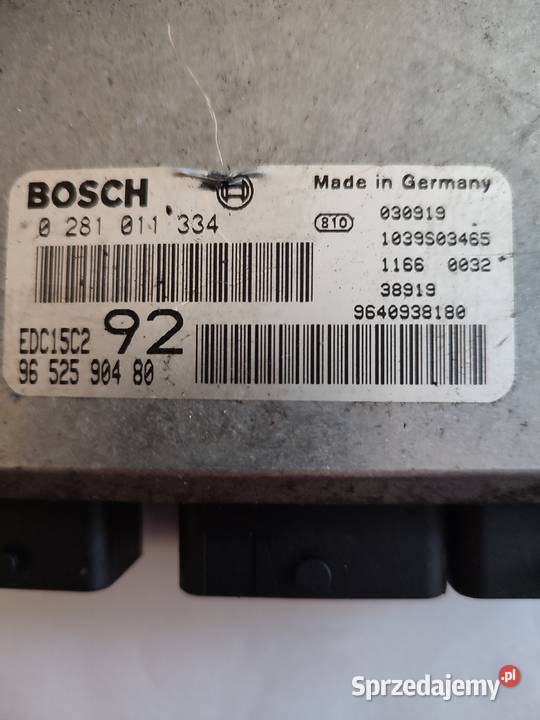 BOSCH
Made in Germany
0 281 011 334
810
030919
1039S03465
1166 0032
38919
9640938180
EDC15C2
92
96 525 904 80
Sprzedajemy.pl